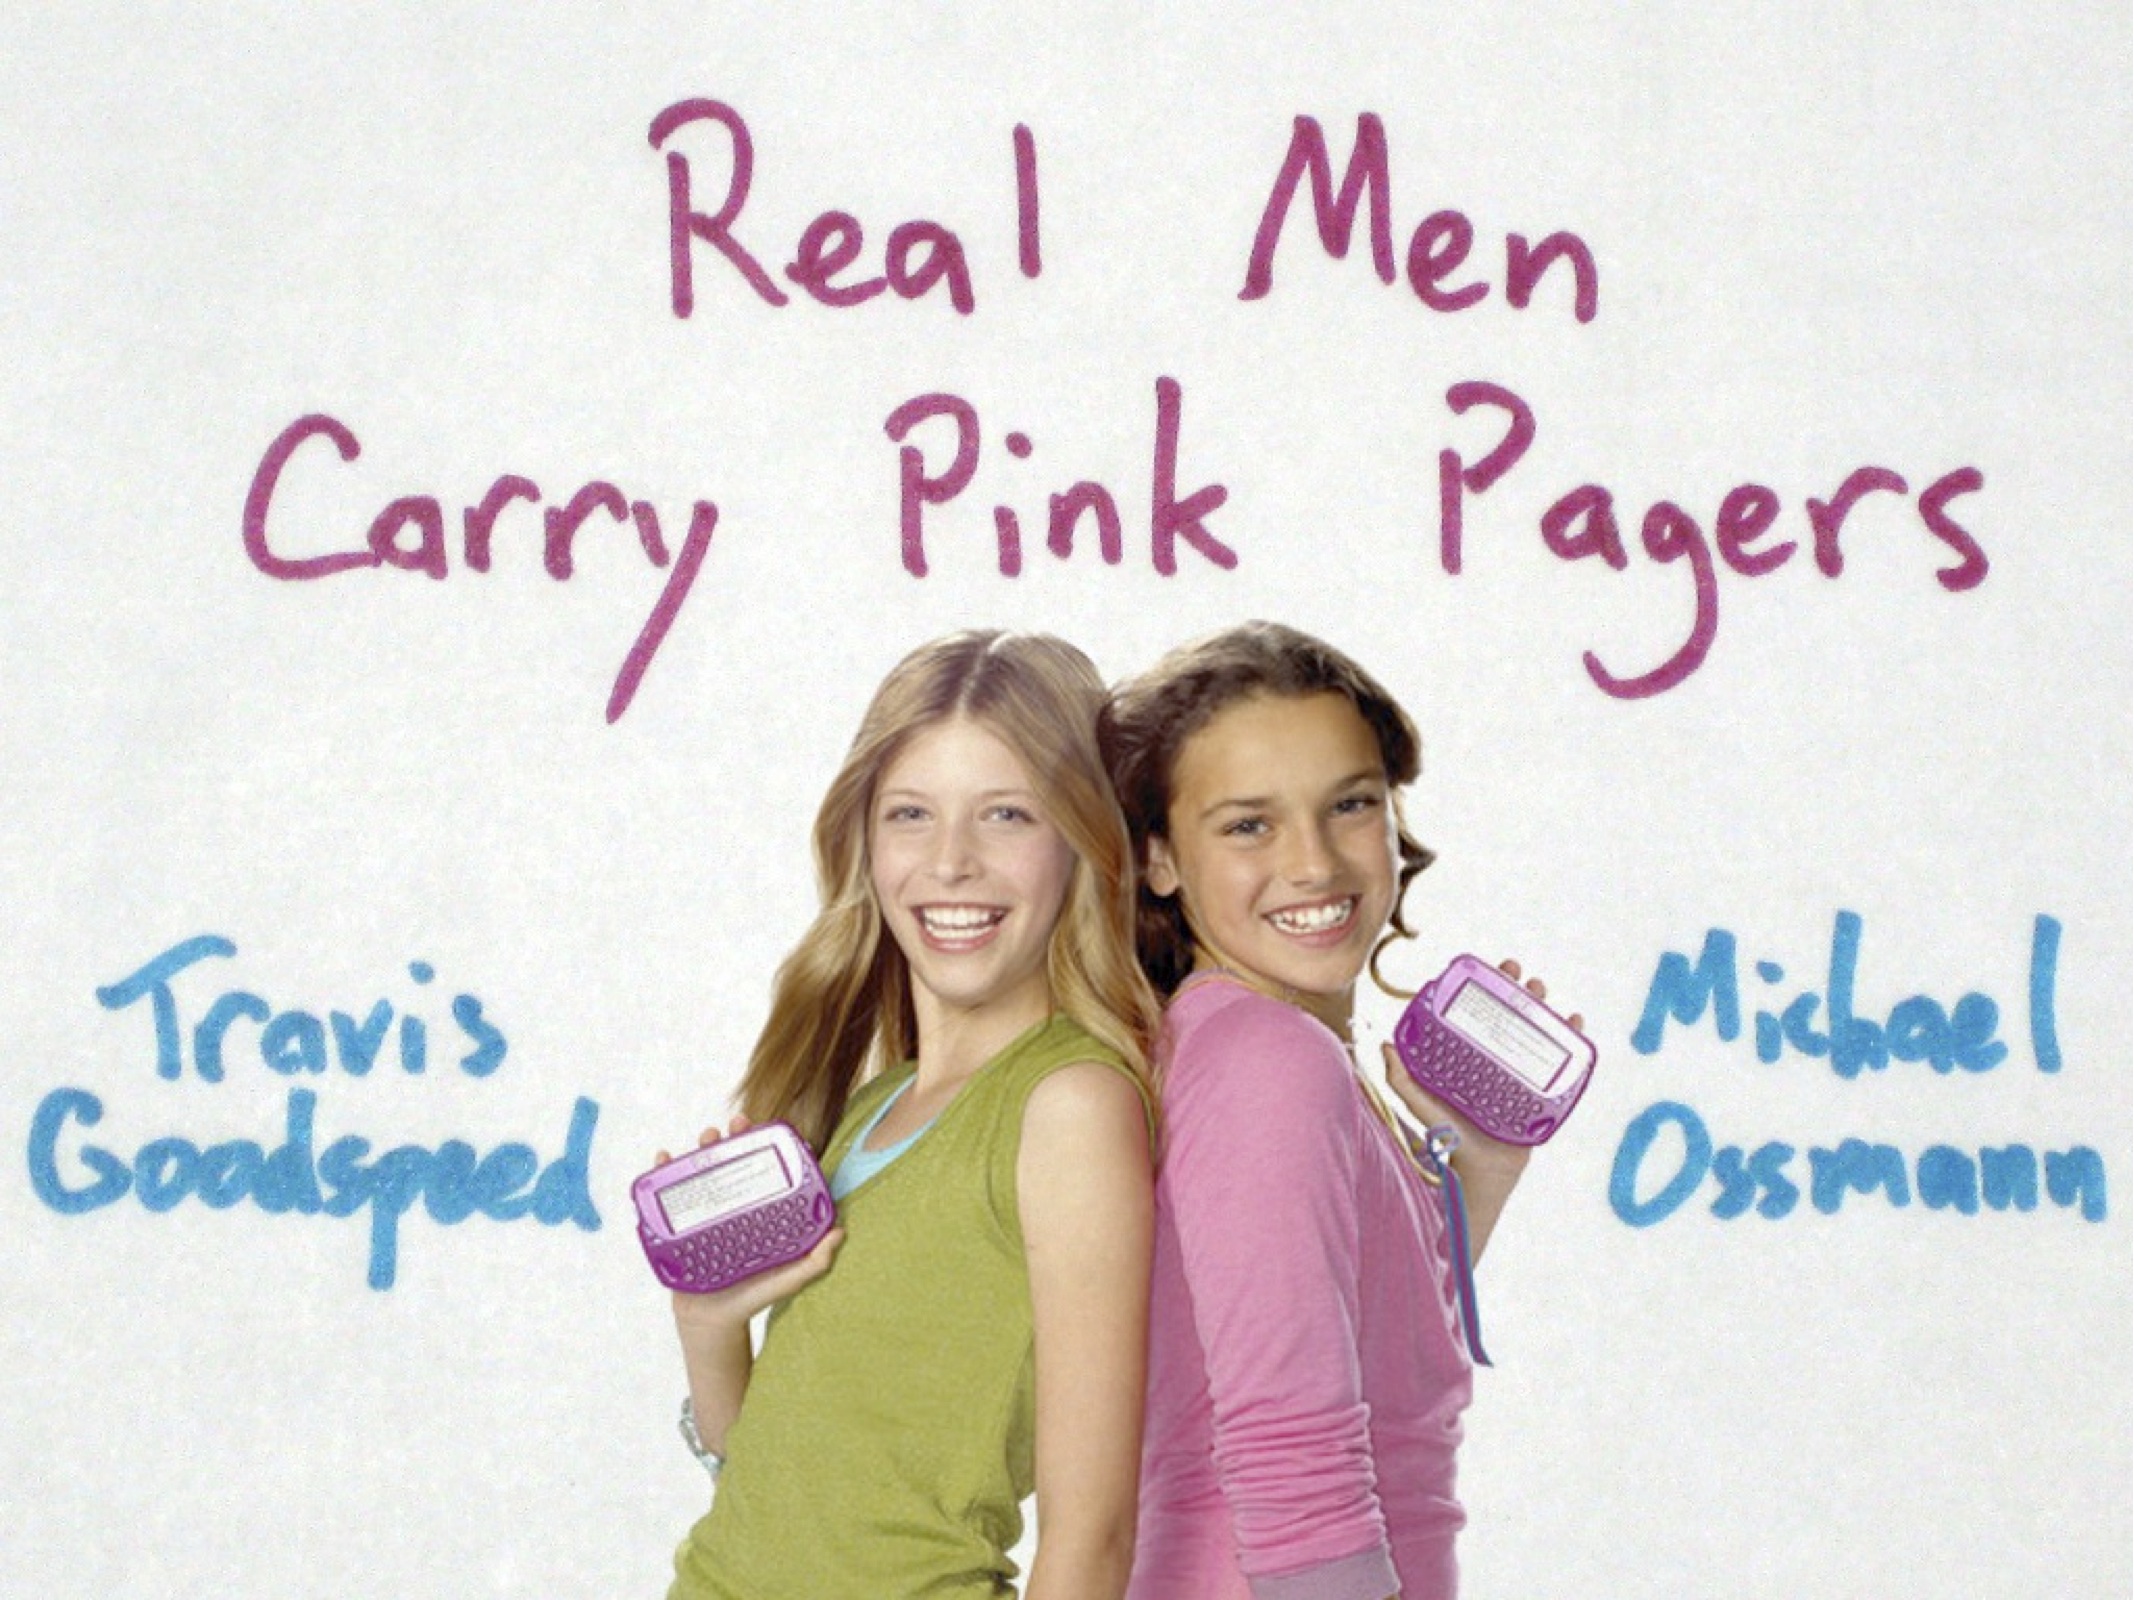 Real Men
Carry Pink Pagers
Travis
Goodspeed
Michael
Ossmann